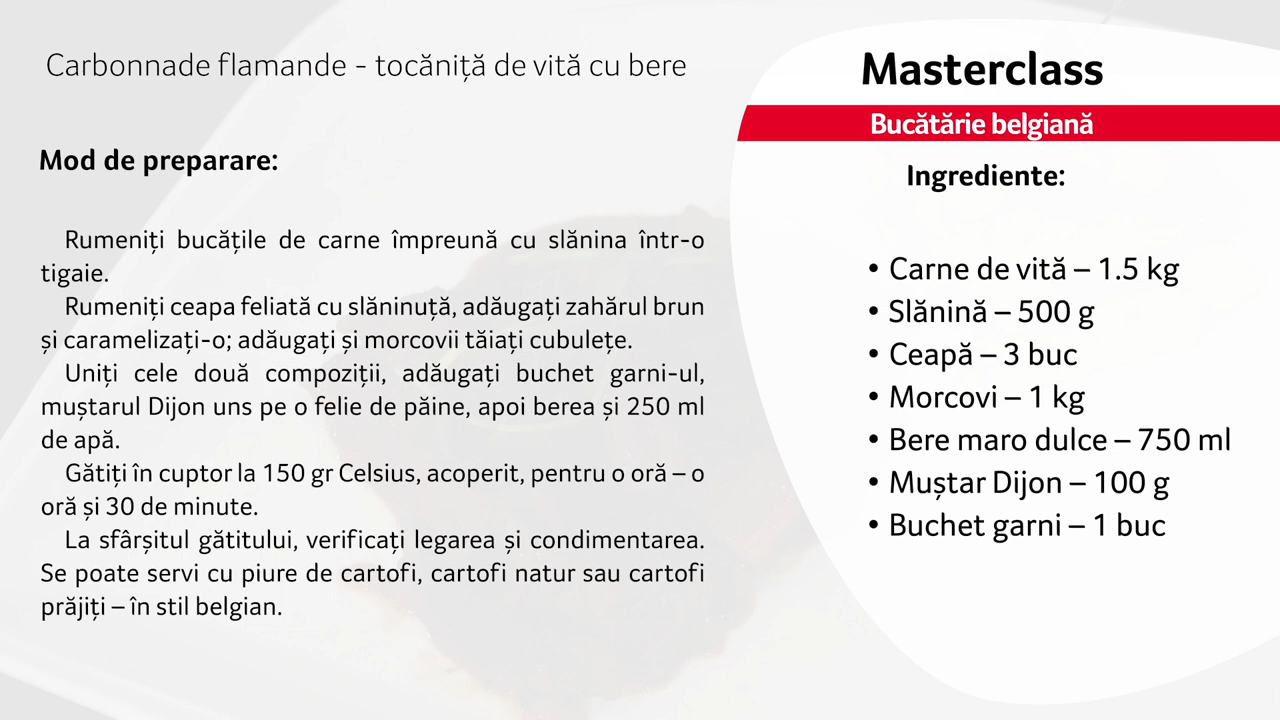 Carbonnade flamande - tocăniță de vită cu bere
Mod de preparare:
Rumeniți bucățile de carne împreună cu slănina într-o
tigaie.
Rumeniți ceapa feliată cu slăninuță, adăugați zahărul brun
și caramelizați-o; adăugați și morcovii tăiați cubulețe.
Uniți cele două compoziții, adăugați buchet garni-ul,
muștarul Dijon uns pe o felie de păine, apoi berea și 250 ml
de apă.
Gătiți în cuptor la 150 gr Celsius, acoperit, pentru o oră – o
oră și 30 de minute.
La sfârșitul gătitului, verificați legarea și condimentarea.
Se poate servi cu piure de cartofi, cartofi natur sau cartofi
prăjiți – în stil belgian.
Masterclass
Bucătărie belgiană
Ingrediente:
• Carne de vită – 1.5 kg
• Slănină – 500 g
• Ceapă – 3 buc
• Morcovi – 1 kg
• Bere maro dulce – 750 ml
• Muștar Dijon – 100 g
• Buchet garni – 1 buc